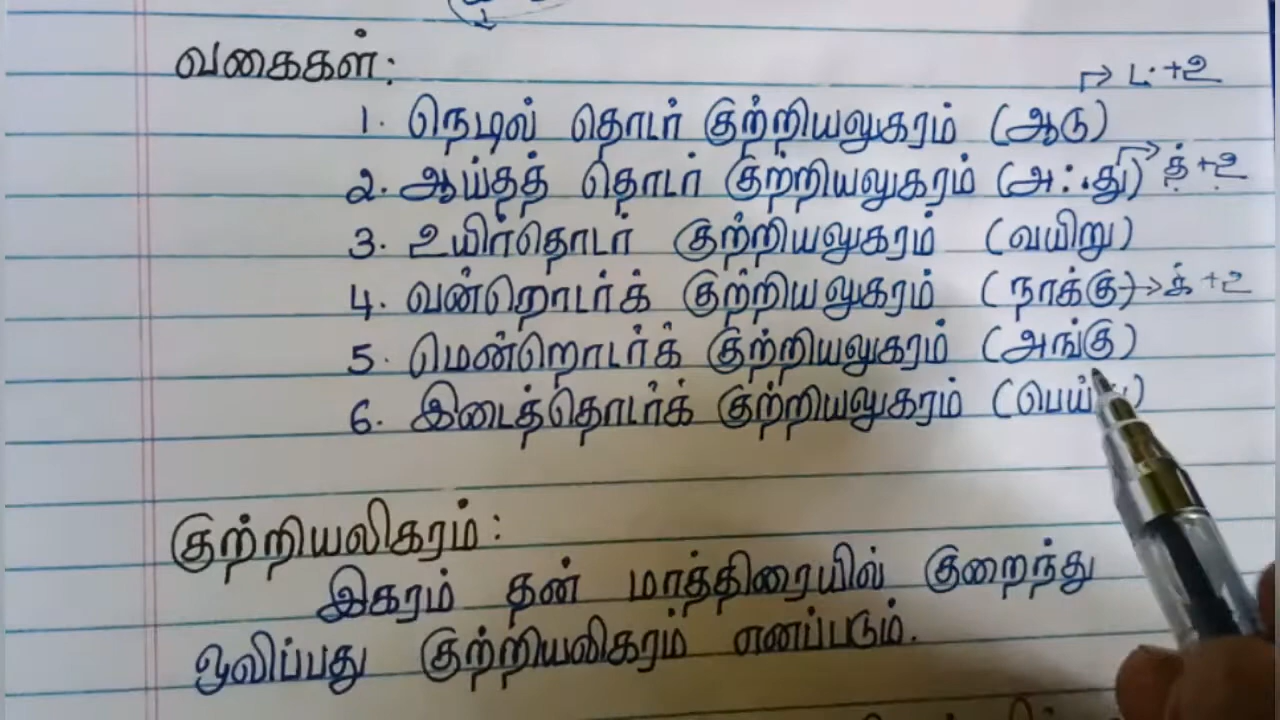 வகைகள்:
→ ட் + உ
1. நெடில் தொடர் குற்றியலுகரம் (ஆடு)
2. ஆய்தத் தொடர் குற்றியலுகரம் (அஃது) → த் + உ
3. உயிர்தொடர் குற்றியலுகரம் (வயிறு)
4. வன்றொடர்க் குற்றியலுகரம் (நாக்கு) → க் + உ
5. மென்றொடர்க் குற்றியலுகரம் (அங்கு)
6. இடைத்தொடர்க் குற்றியலுகரம்
குற்றியலிகரம்:
இகரம் தன் மாத்திரையில் குறைந்து
ஒலிப்பது குற்றியலிகரம் எனப்படும்.